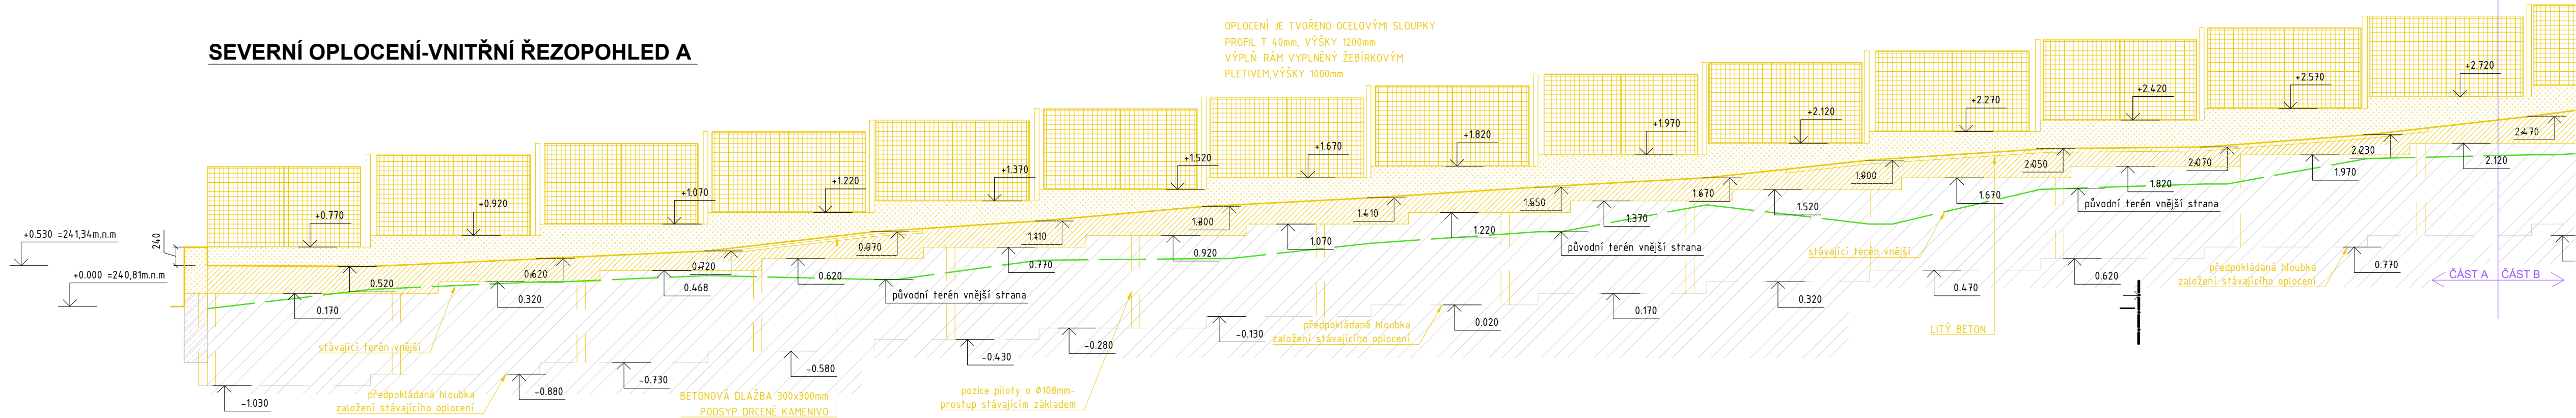 SEVERNÍ OPLOCENÍ-VNITŘNÍ ŘEZOPOHLED A
OPLOCENÍ JE TVOŘENO OCELOVÝMI SLOUPKY
PROFIL T 40mm, VÝŠKY 1200mm
VÝPLŇ: RÁM VYPLNĚNÝ ŽEBÍRKOVÝM
PLETIVEM,VÝŠKY 1000mm
+0.770
+0.920
+1.070
+1.220
+1.370
+1.520
+1.670
+1.820
+1.970
+2.120
+2.270
+2.420
+2.570
+2.720
+0.530 =241,34m.n.m
240
+0.000 =240,81m.n.m
0.520
0.620
0.720
0.970
1.110
1.300
1.410
1.550
1.670
1.900
2.050
2.070
2.230
2.470
0.170
0.320
0.468
0.620
0.770
0.920
1.070
1.220
1.370
1.520
1.670
1.820
1.970
2.120
původní terén vnější strana
původní terén vnější strana
původní terén vnější strana
stávající terén vnější
stávající terén vnější
-1.030
-0.880
-0.730
-0.580
-0.430
-0.280
-0.130
0.020
0.170
0.320
0.470
0.620
0.770
předpokládaná hloubka
založení stávajícího oplocení
BETONOVÁ DLAŽBA 300x300mm
PODSYP DRCENÉ KAMENIVO
pozice piloty o Φ108mm-
prostup stávajícím základem
předpokládaná hloubka
založení stávajícího oplocení
LITÝ BETON
předpokládaná hloubka
založení stávajícího oplocení
ČÁST A
ČÁST B